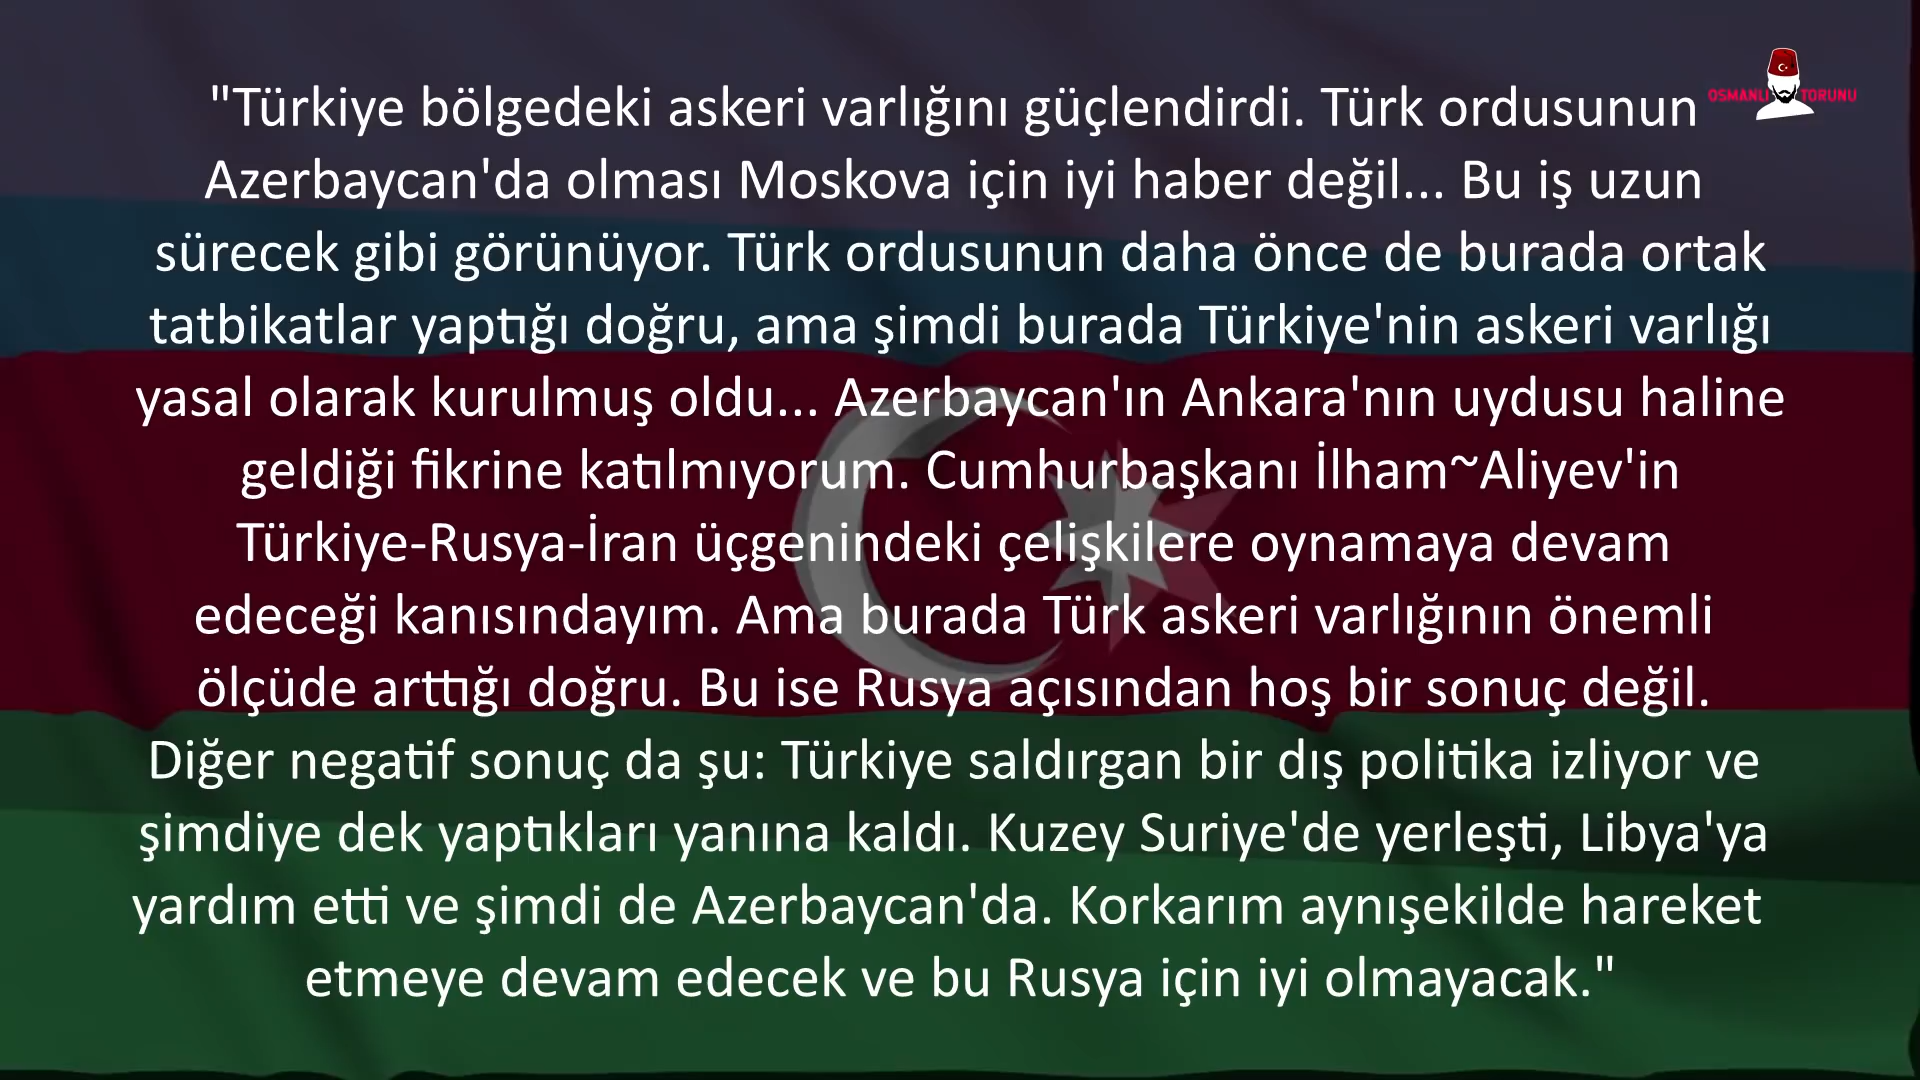 "Türkiye bölgedeki askeri varlığını güçlendirdi. Türk ordusunun
OSMANLI TORUNU
Azerbaycan'da olması Moskova için iyi haber değil... Bu iş uzun
sürecek gibi görünüyor. Türk ordusunun daha önce de burada ortak
tatbikatlar yaptığı doğru, ama şimdi burada Türkiye'nin askeri varlığı
yasal olarak kurulmuş oldu... Azerbaycan'ın Ankara'nın uydusu haline
geldiği fikrine katılmıyorum. Cumhurbaşkanı İlham~Aliyev'in
Türkiye-Rusya-İran üçgenindeki çelişkilere oynamaya devam
edeceği kanısındayım. Ama burada Türk askeri varlığının önemli
ölçüde arttığı doğru. Bu ise Rusya açısından hoş bir sonuç değil.
Diğer negatif sonuç da şu: Türkiye saldırgan bir dış politika izliyor ve
şimdiye dek yaptıkları yanına kaldı. Kuzey Suriye'de yerleşti, Libya'ya
yardım etti ve şimdi de Azerbaycan'da. Korkarım aynışekilde hareket
etmeye devam edecek ve bu Rusya için iyi olmayacak."